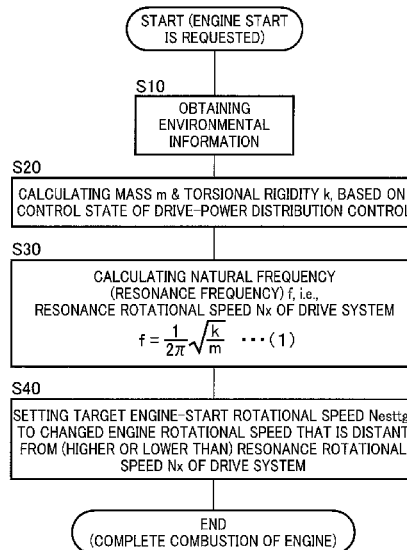 START (ENGINE START
IS REQUESTED)
S10
OBTAINING
ENVIRONMENTAL
INFORMATION
S20
CALCULATING MASS m & TORSIONAL RIGIDITY k, BASED ON
CONTROL STATE OF DRIVE-POWER DISTRIBUTION CONTROL
S30
CALCULATING NATURAL FREQUENCY
(RESONANCE FREQUENCY) f, i.e.,
RESONANCE ROTATIONAL SPEED Nx OF DRIVE SYSTEM
f = 1/2π √k/m ··· (1)
S40
SETTING TARGET ENGINE-START ROTATIONAL SPEED Nesttg
TO CHANGED ENGINE ROTATIONAL SPEED THAT IS DISTANT
FROM (HIGHER OR LOWER THAN) RESONANCE ROTATIONAL
SPEED Nx OF DRIVE SYSTEM
END
(COMPLETE COMBUSTION OF ENGINE)